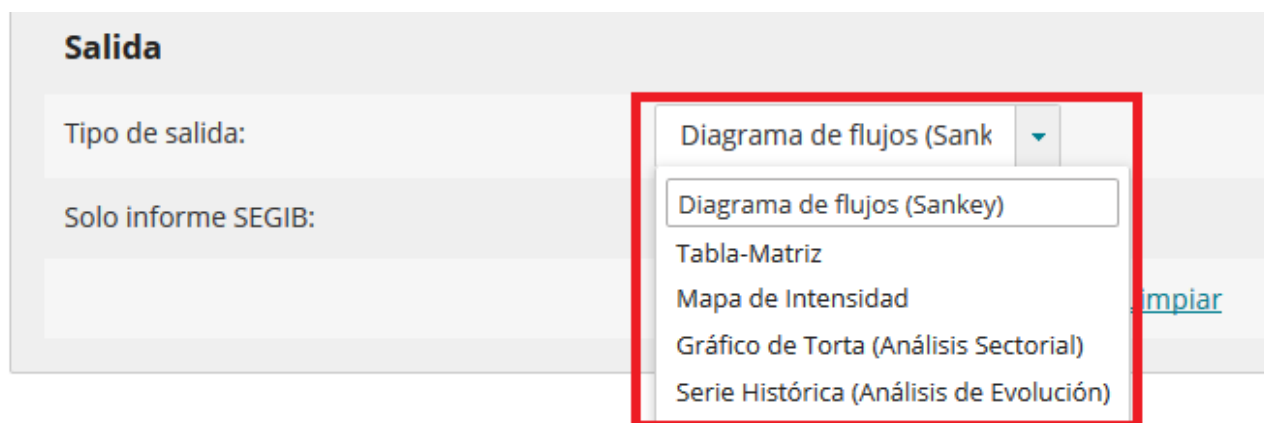 Salida
Tipo de salida:
Diagrama de flujos (Sank
Diagrama de flujos (Sankey)
Solo informe SEGIB:
Tabla-Matriz
Mapa de Intensidad
impiar
Gráfico de Torta (Análisis Sectorial)
Serie Histórica (Análisis de Evolución)